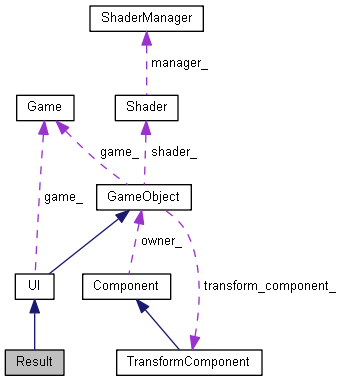 ShaderManager
manager_
Game
Shader
game_
shader_
game_
GameObject
owner_
UI
Component
transform_component_
Result
TransformComponent